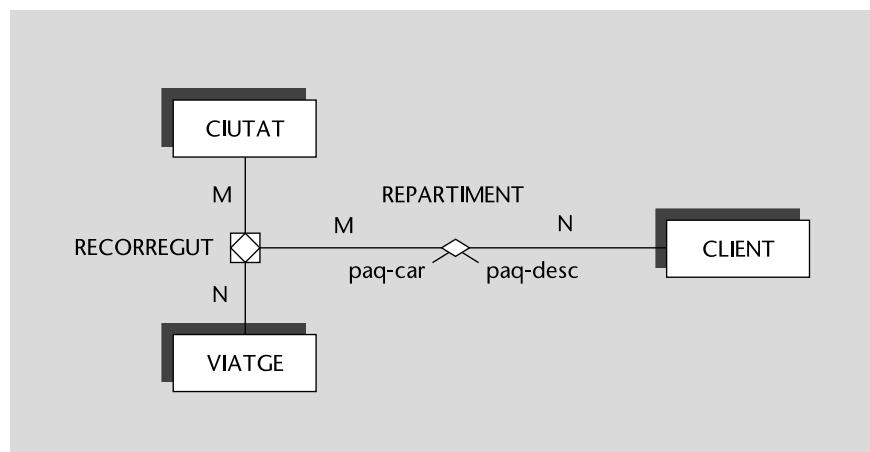 CIUTAT
M
REPARTIMENT
M
N
RECORREGUT
CLIENT
paq-car
paq-desc
N
VIATGE